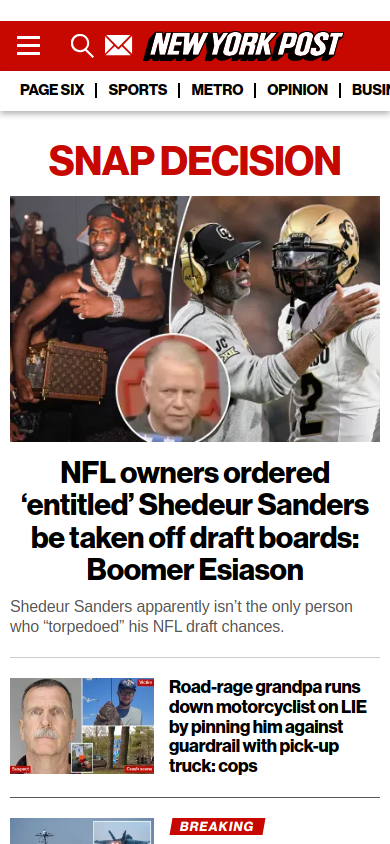 NEW YORK POST
PAGE SIX | SPORTS | METRO | OPINION | BUSI
SNAP DECISION
JC
XII
2
NFL owners ordered
‘entitled’ Shedeur Sanders
be taken off draft boards:
Boomer Esiason
Shedeur Sanders apparently isn’t the only person
who “torpedoed” his NFL draft chances.
Victim
Suspect
Crash scene
Road-rage grandpa runs
down motorcyclist on LIE
by pinning him against
guardrail with pick-up
truck: cops
BREAKING